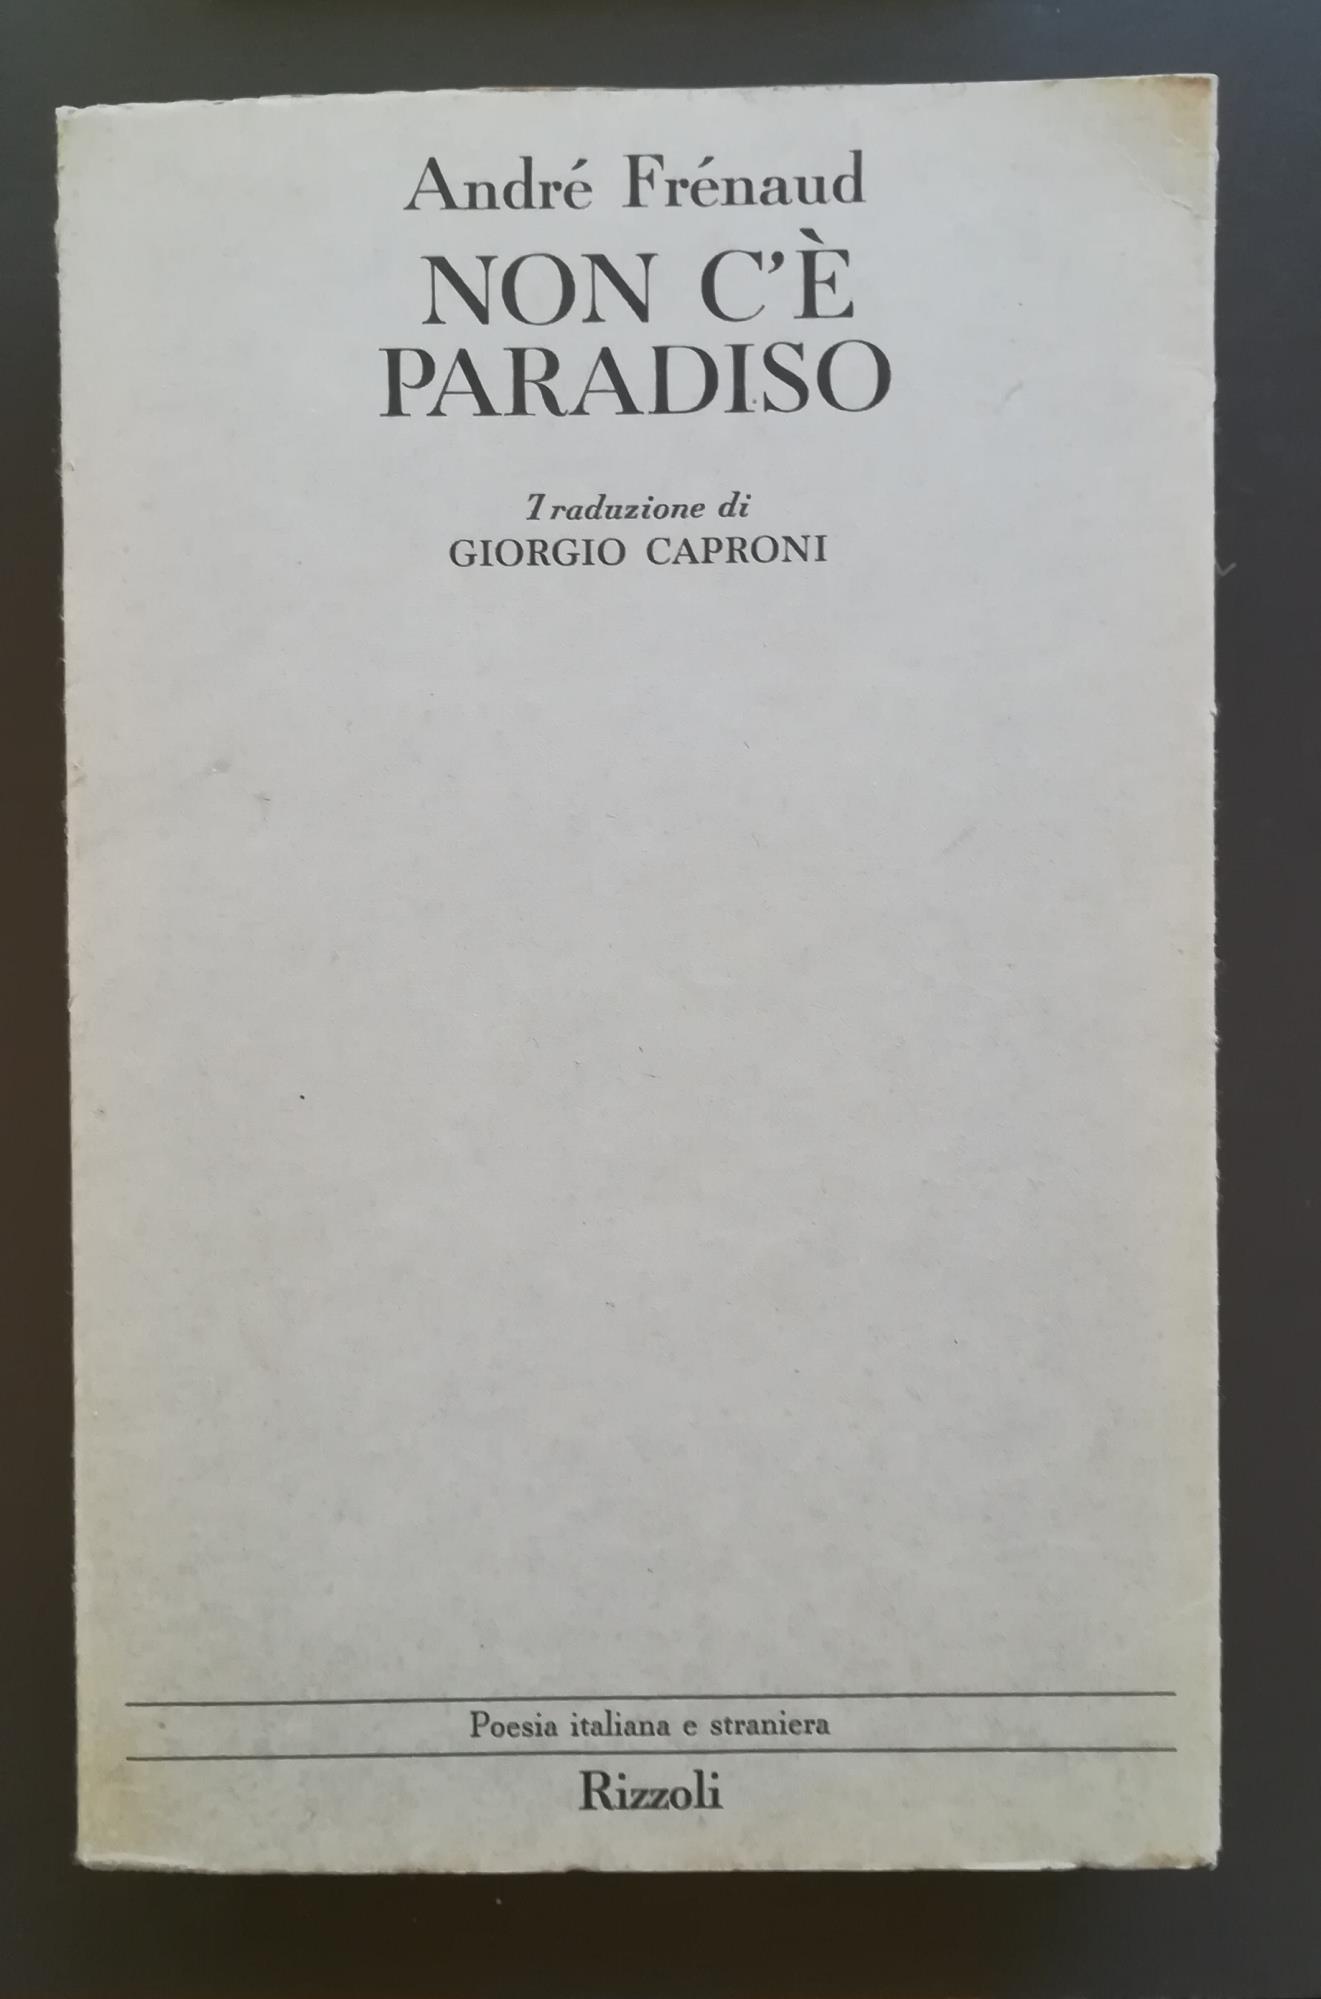 André Frénaud
NON C'È
PARADISO
Traduzione di
GIORGIO CAPRONI
Poesia italiana e straniera
Rizzoli